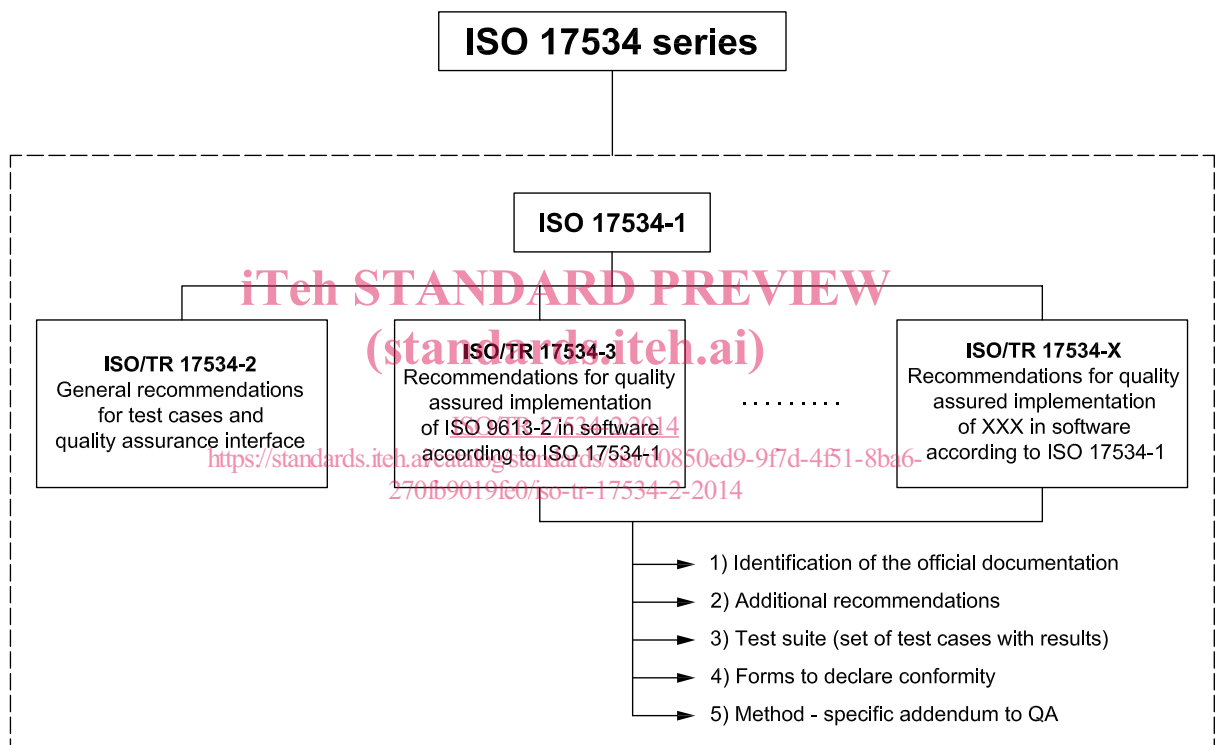 ISO 17534 series
ISO 17534-1
iTeh STANDARD PREVIEW
(standards.iteh.ai)
ISO/TR 17534-2
General recommendations
for test cases and
quality assurance interface
ISO/TR 17534-3
Recommendations for quality
assured implementation
of ISO 9613-2 in software
according to ISO 17534-1
. . . . . . . . .
ISO/TR 17534-X
Recommendations for quality
assured implementation
of XXX in software
according to ISO 17534-1
ISO/TR 17534-2:2014
https://standards.iteh.ai/catalog/standards/sist/d0850ed9-9f7d-4f51-8ba6-
270fb9019fe0/iso-tr-17534-2-2014
1) Identification of the official documentation
2) Additional recommendations
3) Test suite (set of test cases with results)
4) Forms to declare conformity
5) Method - specific addendum to QA